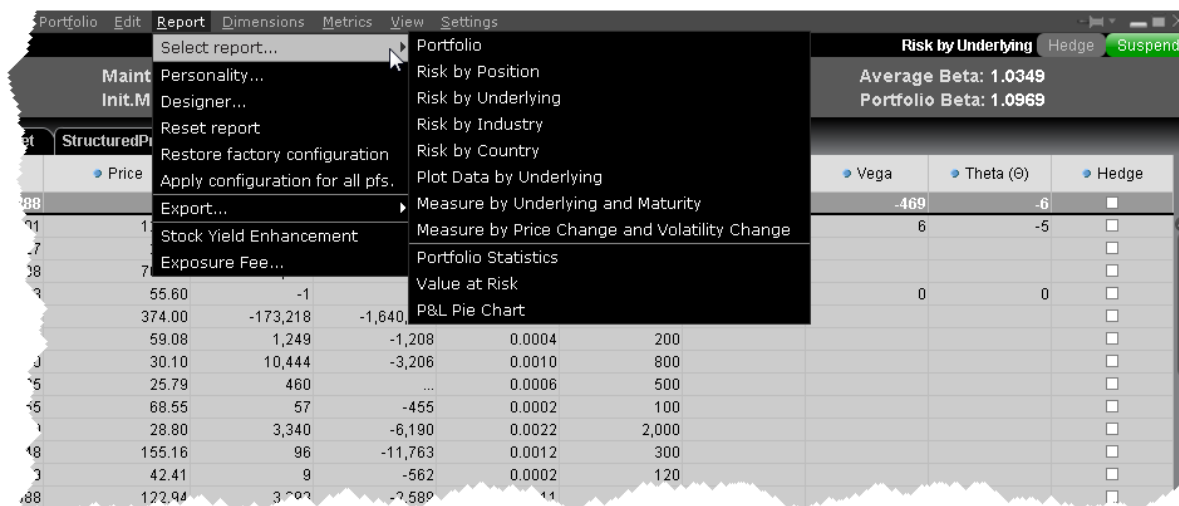 Portfolio Edit Report Dimensions Metrics View Settings
Select report... Portfolio Risk by Underlying Hedge Suspend
Maint Personality... Risk by Position Average Beta: 1.0349
Init.M Designer... Risk by Underlying Portfolio Beta: 1.0969
Reset report Risk by Industry
StructuredPr Restore factory configuration Risk by Country
Price Apply configuration for all pfs. Plot Data by Underlying Vega Theta (Θ) Hedge
Export... Measure by Underlying and Maturity -469 -6
Stock Yield Enhancement Measure by Price Change and Volatility Change 6 -5
Exposure Fee... Portfolio Statistics
Value at Risk
55.60 -1 0 0
P&L Pie Chart
374.00 -173,218 -1,640,
59.08 1,249 -1,208 0.0004 200
30.10 10,444 -3,206 0.0010 800
25.79 460 ... 0.0006 500
68.55 57 -455 0.0002 100
28.80 3,340 -6,190 0.0022 2,000
155.16 96 -11,763 0.0012 300
42.41 9 -562 0.0002 120
122.94